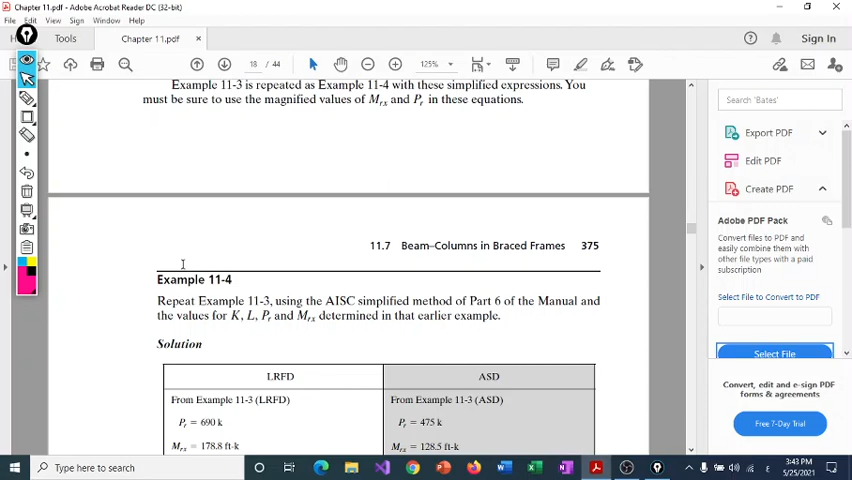 Chapter 11.pdf - Adobe Acrobat Reader DC (32-bit)
File Edit View Sign Window Help
Tools
Chapter 11.pdf
Sign In
18 / 44
125%
Example 11-3 is repeated as Example 11-4 with these simplified expressions. You
must be sure to use the magnified values of Mrx and Pr in these equations.
11.7 Beam–Columns in Braced Frames 375
Example 11-4
Repeat Example 11-3, using the AISC simplified method of Part 6 of the Manual and
the values for K, L, Pr and Mrx determined in that earlier example.
Solution
LRFD ASD
From Example 11-3 (LRFD) From Example 11-3 (ASD)
Pr = 690 k Pr = 475 k
Mrx = 178.8 ft-k Mrx = 128.5 ft-k
Search 'Bates'
Export PDF
Edit PDF
Create PDF
Adobe PDF Pack
Convert files to PDF and
easily combine them with
other file types with a paid
subscription
Select File to Convert to PDF
Select File
Convert, edit and e-sign PDF
forms & agreements
Free 7-Day Trial
Type here to search
3:43 PM
5/25/2021